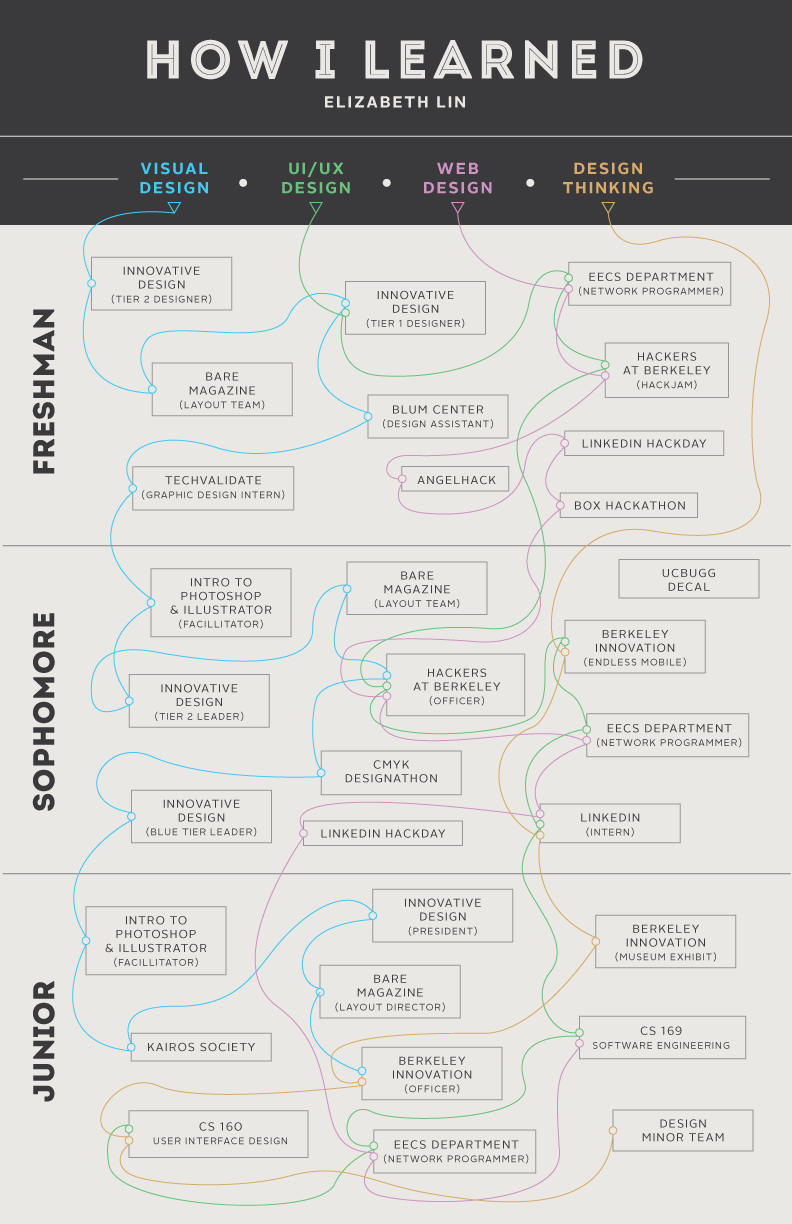 HOW I LEARNED
ELIZABETH LIN
VISUAL
DESIGN
UI/UX
DESIGN
WEB
DESIGN
DESIGN
THINKING
FRESHMAN
INNOVATIVE
DESIGN
(TIER 2 DESIGNER)
INNOVATIVE
DESIGN
(TIER 1 DESIGNER)
EECS DEPARTMENT
(NETWORK PROGRAMMER)
BARE
MAGAZINE
(LAYOUT TEAM)
HACKERS
AT BERKELEY
(HACKJAM)
BLUM CENTER
(DESIGN ASSISTANT)
LINKEDIN HACKDAY
TECHVALIDATE
(GRAPHIC DESIGN INTERN)
ANGELHACK
BOX HACKATHON
SOPHOMORE
INTRO TO
PHOTOSHOP
& ILLUSTRATOR
(FACILLITATOR)
BARE
MAGAZINE
(LAYOUT TEAM)
UCBUGG
DECAL
BERKELEY
INNOVATION
(ENDLESS MOBILE)
INNOVATIVE
DESIGN
(TIER 2 LEADER)
HACKERS
AT BERKELEY
(OFFICER)
EECS DEPARTMENT
(NETWORK PROGRAMMER)
CMYK
DESIGNATHON
INNOVATIVE
DESIGN
(BLUE TIER LEADER)
LINKEDIN HACKDAY
LINKEDIN
(INTERN)
JUNIOR
INTRO TO
PHOTOSHOP
& ILLUSTRATOR
(FACILLITATOR)
INNOVATIVE
DESIGN
(PRESIDENT)
BERKELEY
INNOVATION
(MUSEUM EXHIBIT)
BARE
MAGAZINE
(LAYOUT DIRECTOR)
KAIROS SOCIETY
CS 169
SOFTWARE ENGINEERING
BERKELEY
INNOVATION
(OFFICER)
CS 160
USER INTERFACE DESIGN
EECS DEPARTMENT
(NETWORK PROGRAMMER)
DESIGN
MINOR TEAM